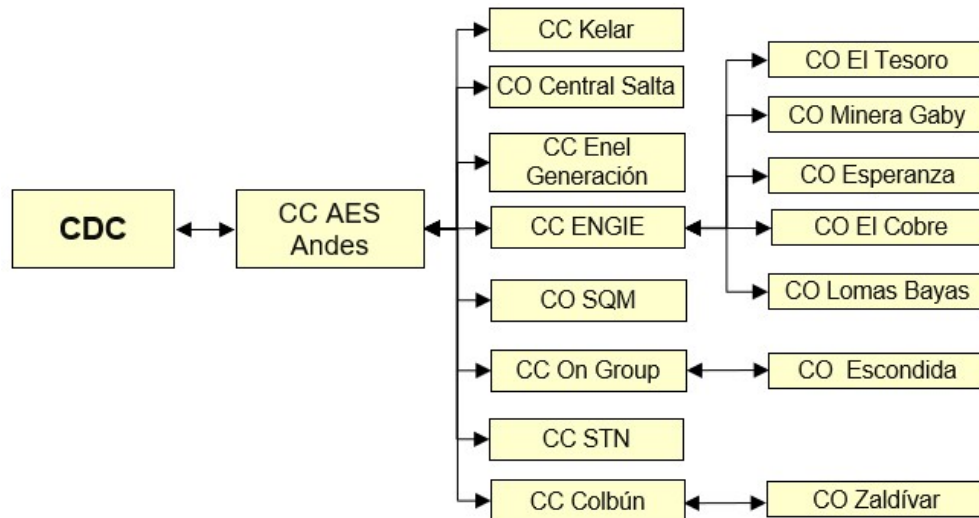 CDC
CC AES
Andes
CC Kelar
CO Central Salta
CC Enel
Generación
CC ENGIE
CO SQM
CC On Group
CC STN
CC Colbún
CO El Tesoro
CO Minera Gaby
CO Esperanza
CO El Cobre
CO Lomas Bayas
CO Escondida
CO Zaldívar